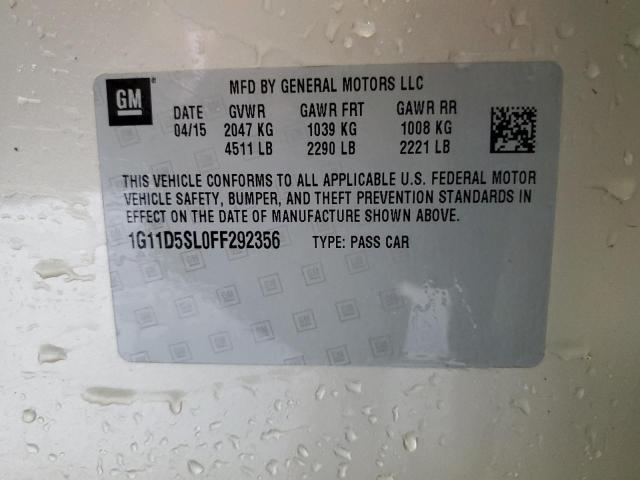 GM
MFD BY GENERAL MOTORS LLC
DATE GVWR GAWR FRT GAWR RR
04/15 2047 KG 1039 KG 1008 KG
4511 LB 2290 LB 2221 LB
THIS VEHICLE CONFORMS TO ALL APPLICABLE U.S. FEDERAL MOTOR
VEHICLE SAFETY, BUMPER, AND THEFT PREVENTION STANDARDS IN
EFFECT ON THE DATE OF MANUFACTURE SHOWN ABOVE.
1G11D5SL0FF292356 TYPE: PASS CAR